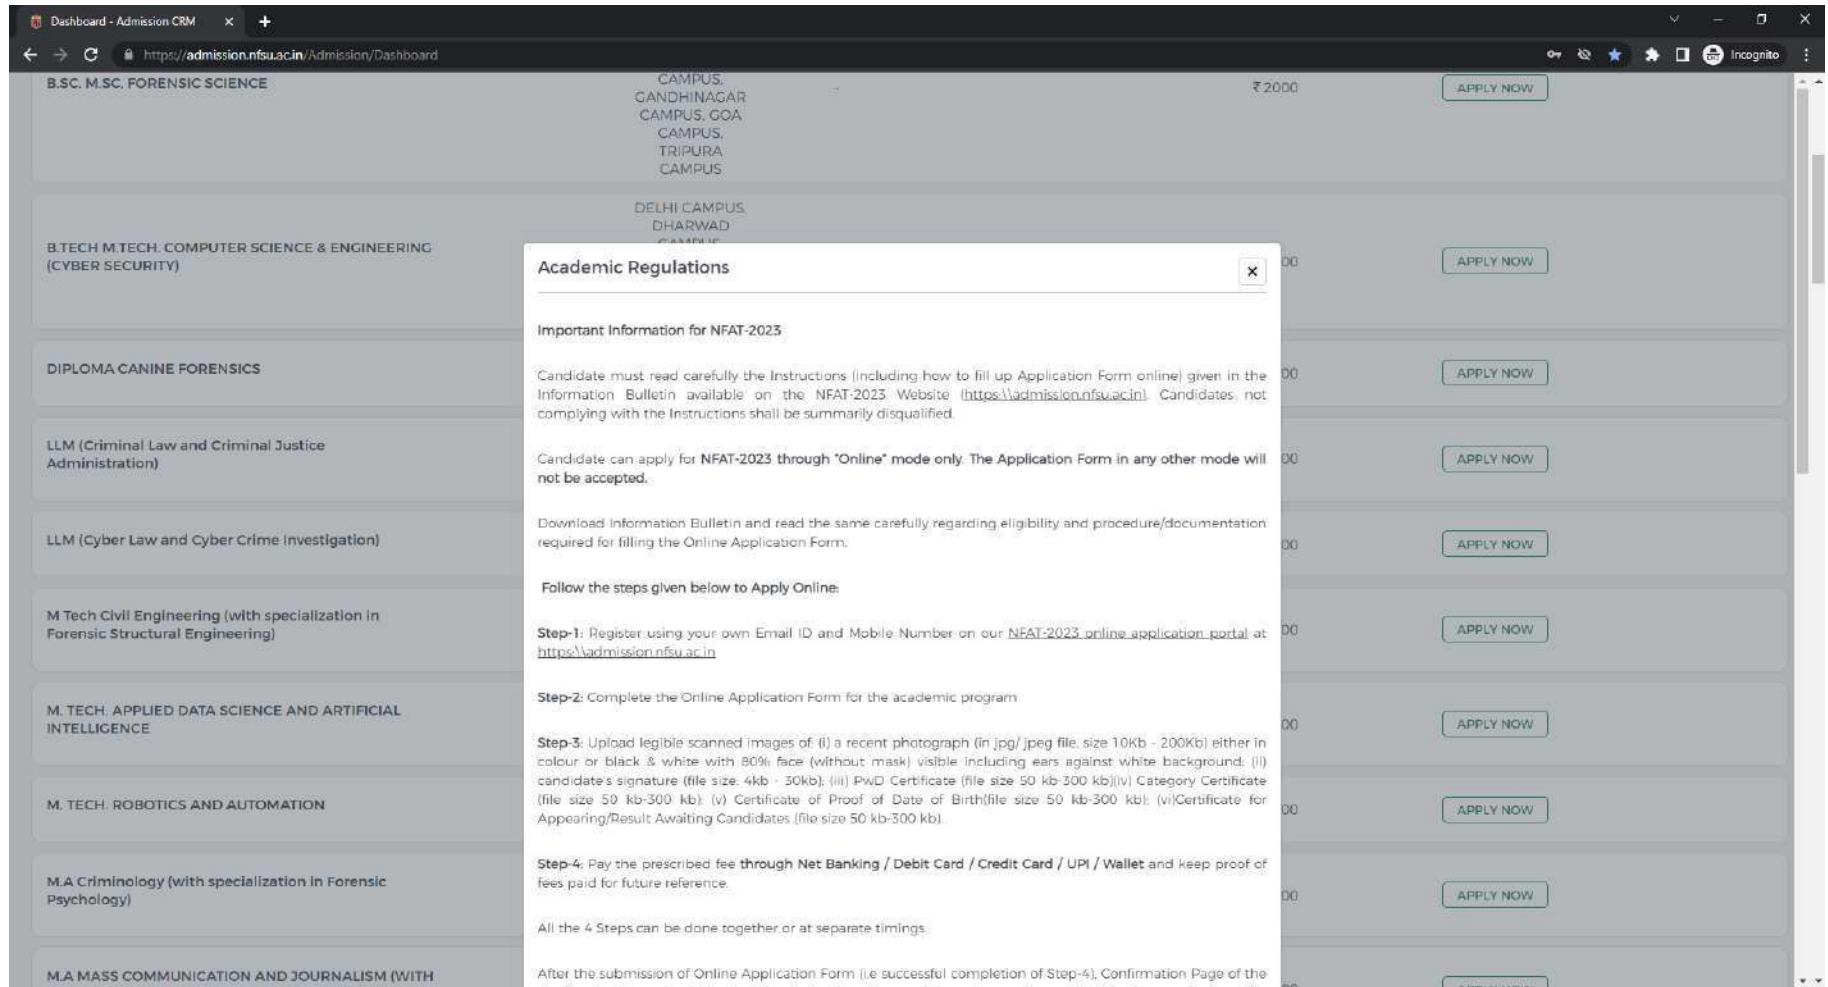 Dashboard - Admission CRM
https://admission.nfsu.ac.in/Admission/Dashboard
Incognito
B.SC. M.SC. FORENSIC SCIENCE
CAMPUS,
GANDHINAGAR
CAMPUS, GOA
CAMPUS,
TRIPURA
CAMPUS
-
₹2000
APPLY NOW
B.TECH M.TECH. COMPUTER SCIENCE & ENGINEERING
(CYBER SECURITY)
DELHI CAMPUS,
DHARWAD
00
APPLY NOW
DIPLOMA CANINE FORENSICS
00
APPLY NOW
LLM (Criminal Law and Criminal Justice
Administration)
00
APPLY NOW
LLM (Cyber Law and Cyber Crime Investigation)
00
APPLY NOW
M Tech Civil Engineering (with specialization in
Forensic Structural Engineering)
00
APPLY NOW
M. TECH. APPLIED DATA SCIENCE AND ARTIFICIAL
INTELLIGENCE
00
APPLY NOW
M. TECH. ROBOTICS AND AUTOMATION
00
APPLY NOW
M.A Criminology (with specialization in Forensic
Psychology)
00
APPLY NOW
M.A MASS COMMUNICATION AND JOURNALISM (WITH
Academic Regulations
Important Information for NFAT-2023
Candidate must read carefully the Instructions (including how to fill up Application Form online) given in the
Information Bulletin available on the NFAT-2023 Website (https:\\admission.nfsu.ac.in). Candidates not
complying with the Instructions shall be summarily disqualified.
Candidate can apply for NFAT-2023 through "Online" mode only. The Application Form in any other mode will
not be accepted.
Download Information Bulletin and read the same carefully regarding eligibility and procedure/documentation
required for filling the Online Application Form.
Follow the steps given below to Apply Online:
Step-1: Register using your own Email ID and Mobile Number on our NFAT-2023 online application portal at
https:\\admission.nfsu.ac.in
Step-2: Complete the Online Application Form for the academic program
Step-3: Upload legible scanned images of: (i) a recent photograph (in jpg/ jpeg file, size 10Kb - 200Kb) either in
colour or black & white with 80% face (without mask) visible including ears against white background; (ii)
candidate's signature (file size: 4kb - 30kb); (iii) PwD Certificate (file size 50 kb-300 kb)(iv) Category Certificate
(file size 50 kb-300 kb); (v) Certificate of Proof of Date of Birth(file size 50 kb-300 kb); (vi)Certificate for
Appearing/Result Awaiting Candidates (file size 50 kb-300 kb).
Step-4: Pay the prescribed fee through Net Banking / Debit Card / Credit Card / UPI / Wallet and keep proof of
fees paid for future reference.
All the 4 Steps can be done together or at separate timings.
After the submission of Online Application Form (i.e successful completion of Step-4), Confirmation Page of the